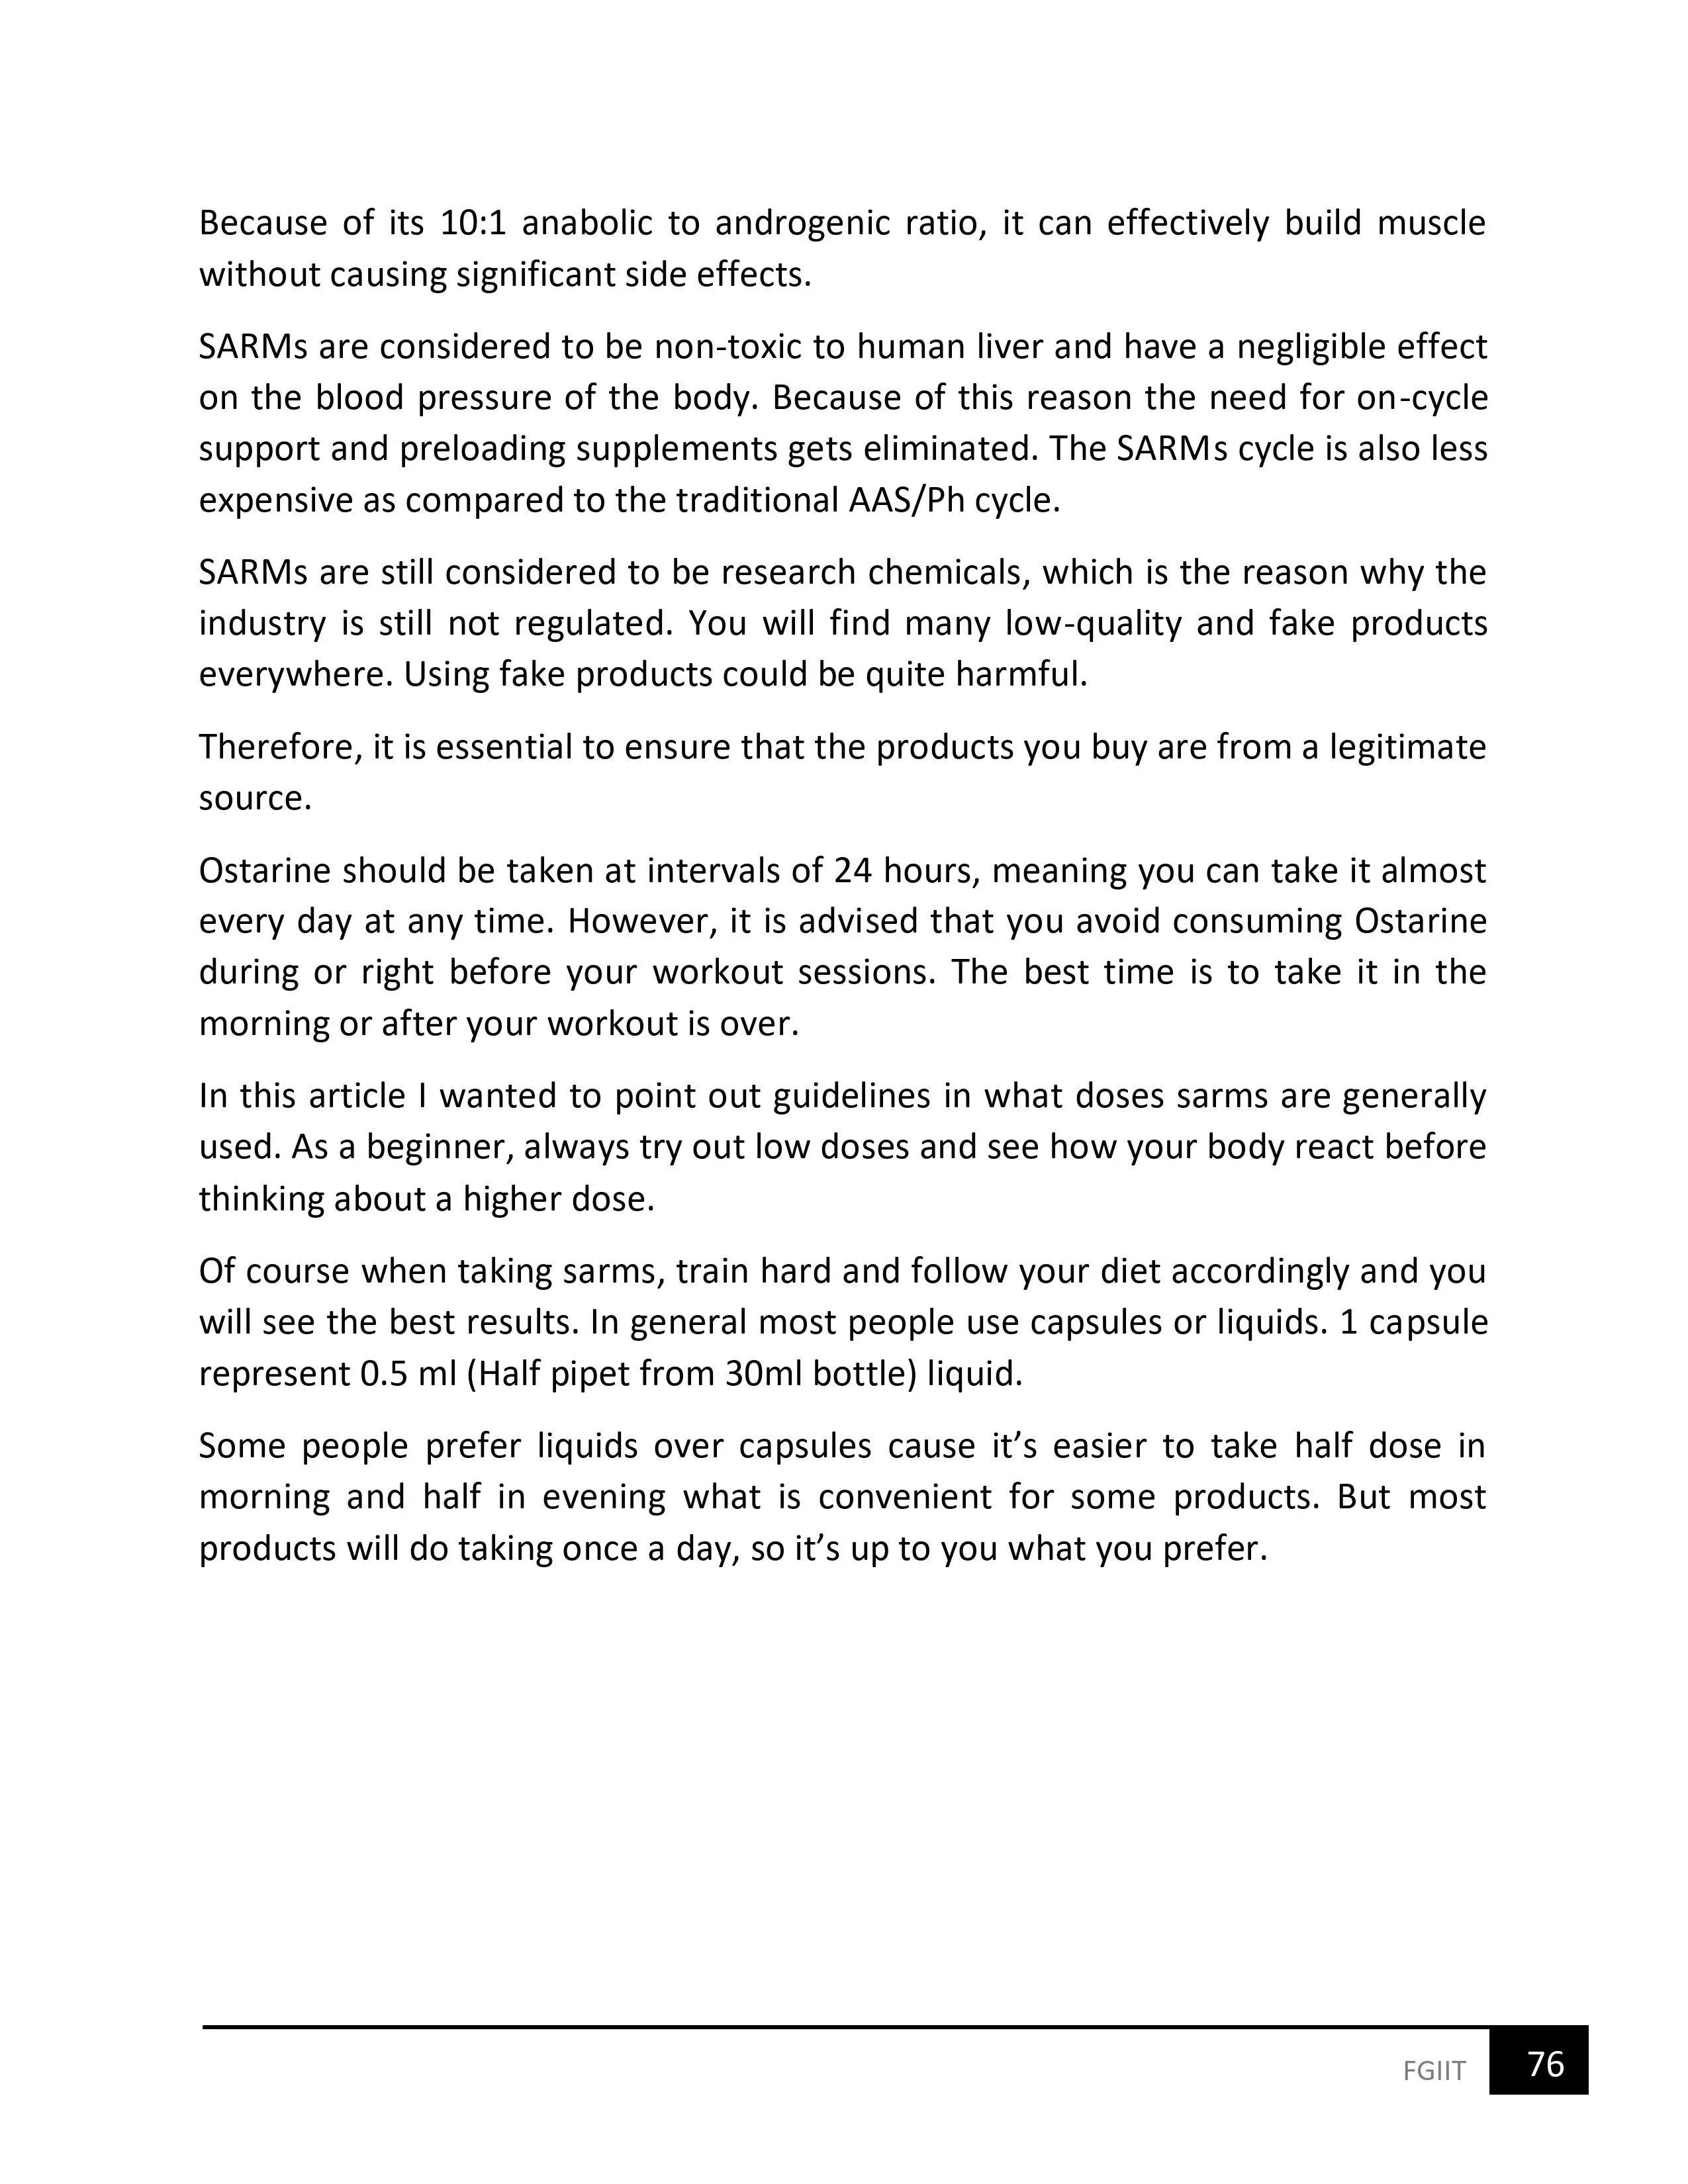 Because of its 10:1 anabolic to androgenic ratio, it can effectively build muscle
without causing significant side effects.
SARMs are considered to be non-toxic to human liver and have a negligible effect
on the blood pressure of the body. Because of this reason the need for on-cycle
support and preloading supplements gets eliminated. The SARMs cycle is also less
expensive as compared to the traditional AAS/Ph cycle.
SARMs are still considered to be research chemicals, which is the reason why the
industry is still not regulated. You will find many low-quality and fake products
everywhere. Using fake products could be quite harmful.
Therefore, it is essential to ensure that the products you buy are from a legitimate
source.
Ostarine should be taken at intervals of 24 hours, meaning you can take it almost
every day at any time. However, it is advised that you avoid consuming Ostarine
during or right before your workout sessions. The best time is to take it in the
morning or after your workout is over.
In this article I wanted to point out guidelines in what doses sarms are generally
used. As a beginner, always try out low doses and see how your body react before
thinking about a higher dose.
Of course when taking sarms, train hard and follow your diet accordingly and you
will see the best results. In general most people use capsules or liquids. 1 capsule
represent 0.5 ml (Half pipet from 30ml bottle) liquid.
Some people prefer liquids over capsules cause it’s easier to take half dose in
morning and half in evening what is convenient for some products. But most
products will do taking once a day, so it’s up to you what you prefer.
FGIIT 76